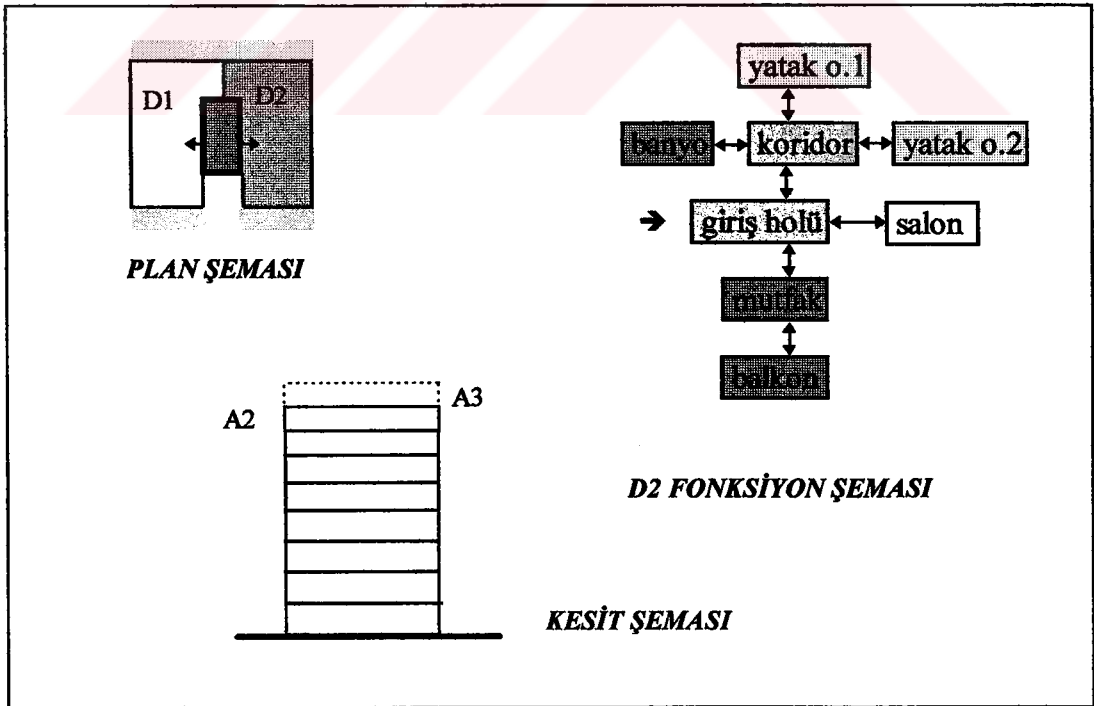 D1
D2
PLAN ŞEMASI
yatak o.1
banyo
koridor
yatak o.2
➔
giriş holü
salon
mutfak
balkon
D2 FONKSİYON ŞEMASI
A2
A3
KESİT ŞEMASI